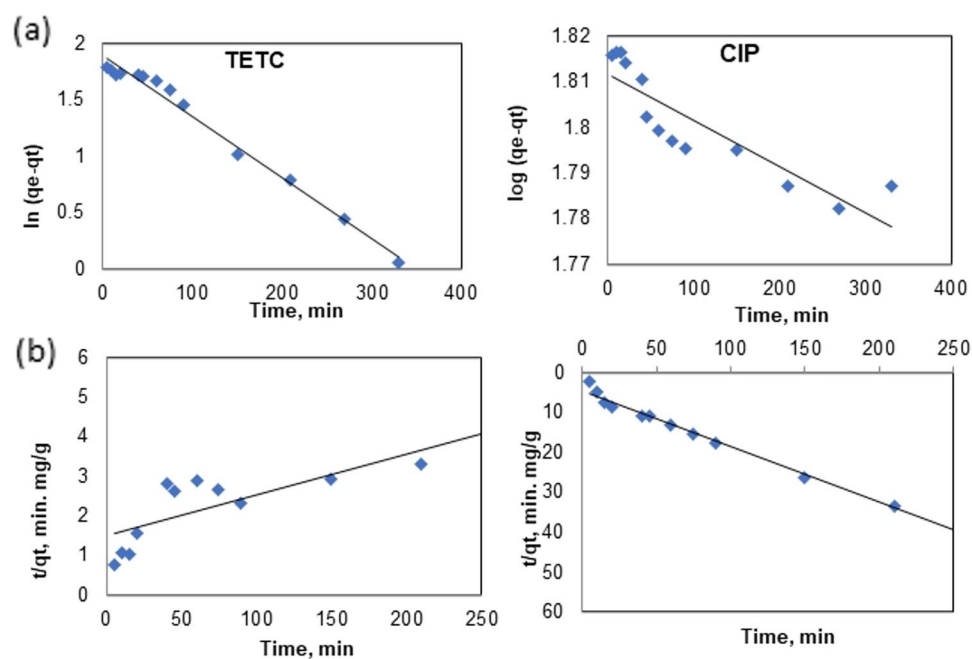 (a)
TETC
2
1.5
1
0.5
0
ln (qe-qt)
0 100 200 300 400
Time, min
CIP
1.82
1.81
1.8
1.79
1.78
1.77
log (qe-qt)
0 100 200 300 400
Time, min
(b)
6
5
4
3
2
1
0
t/qt, min. mg/g
0 50 100 150 200 250
Time, min
0 50 100 150 200 250
0
10
20
30
40
50
60
t/qt, min. mg/g
Time, min